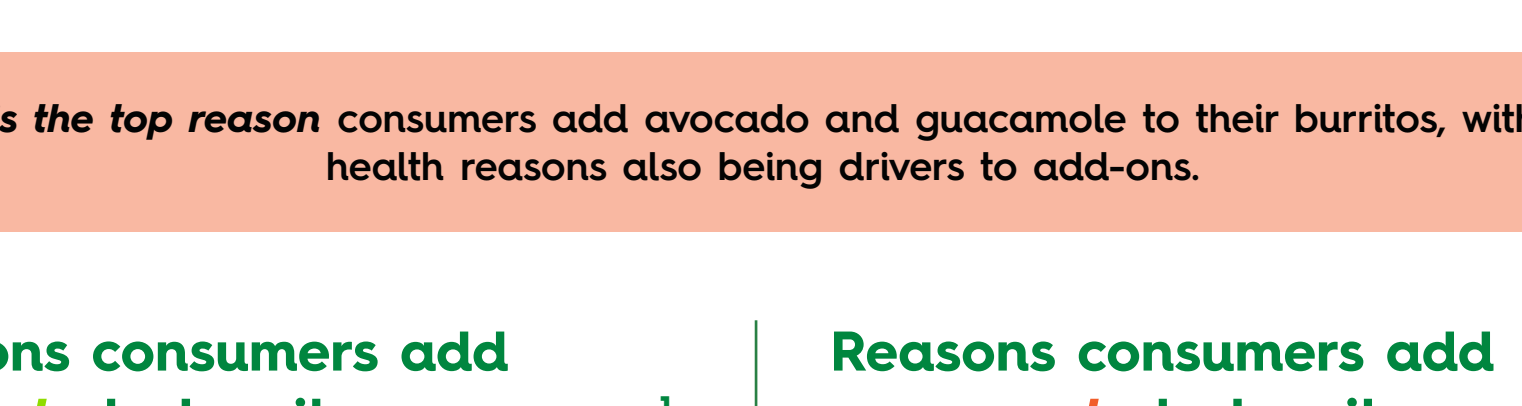 s the top reason consumers add avocado and guacamole to their burritos, with
health reasons also being drivers to add-ons.
ons consumers add
Reasons consumers add